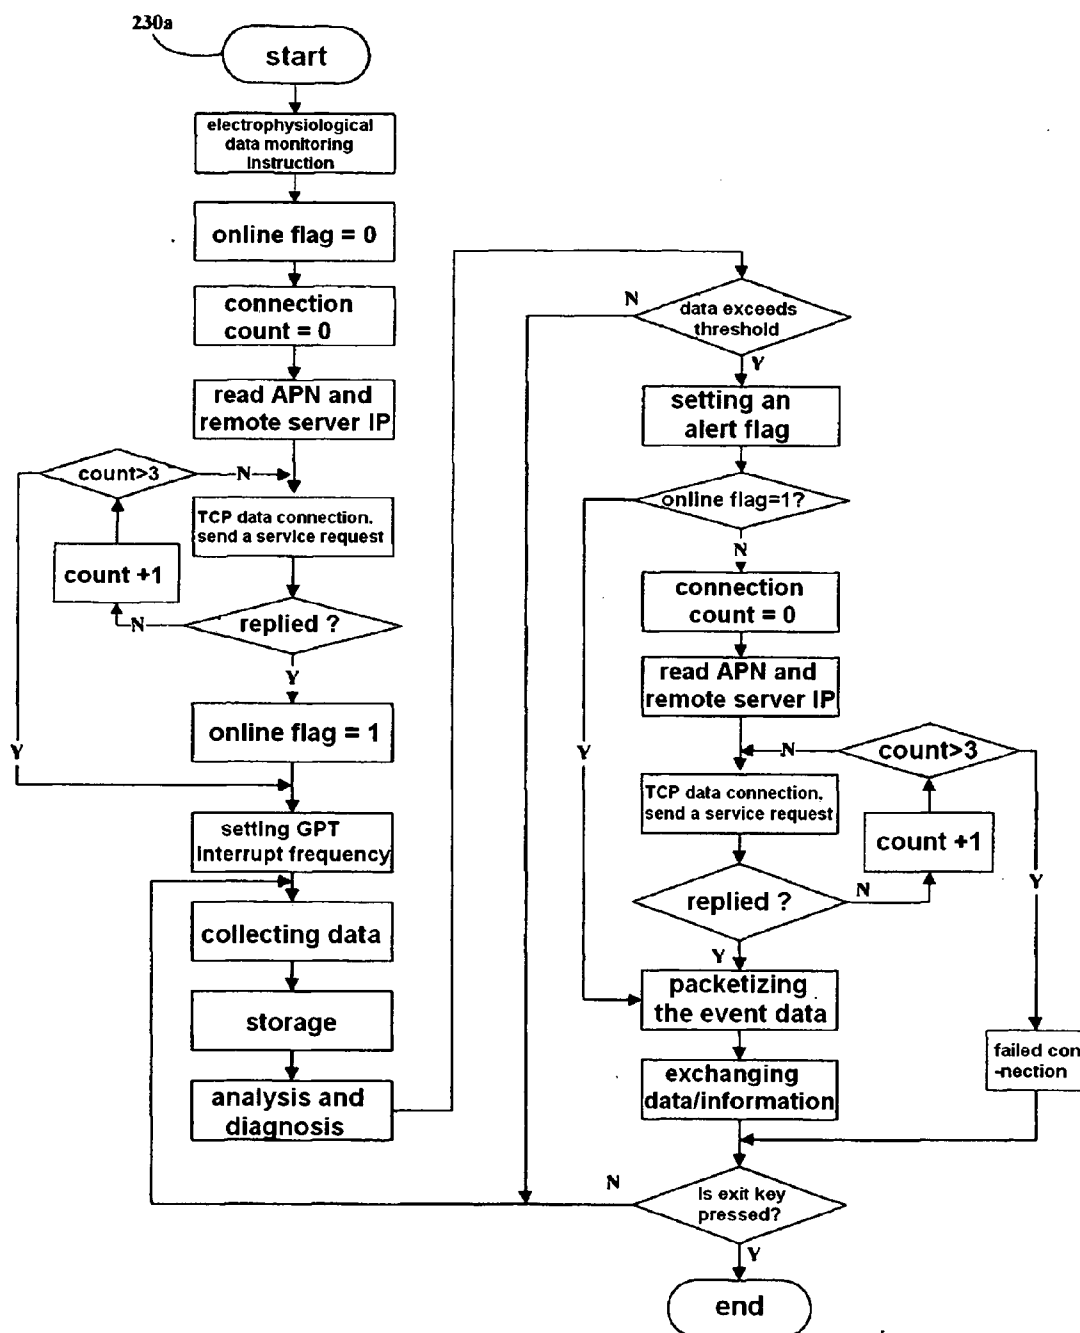 230a
start
electrophysiological
data monitoring
instruction
online flag = 0
connection
count = 0
read APN and
remote server IP
count>3
N
TCP data connection,
send a service request
count +1
N
replied ?
Y
online flag = 1
Y
setting GPT
interrupt frequency
collecting data
storage
analysis and
diagnosis
N
data exceeds
threshold
Y
setting an
alert flag
online flag=1?
N
connection
count = 0
read APN and
remote server IP
Y
N
count>3
TCP data connection,
send a service request
count +1
Y
replied ?
N
Y
packetizing
the event data
failed con
-nection
exchanging
data/information
N
Is exit key
pressed?
Y
end